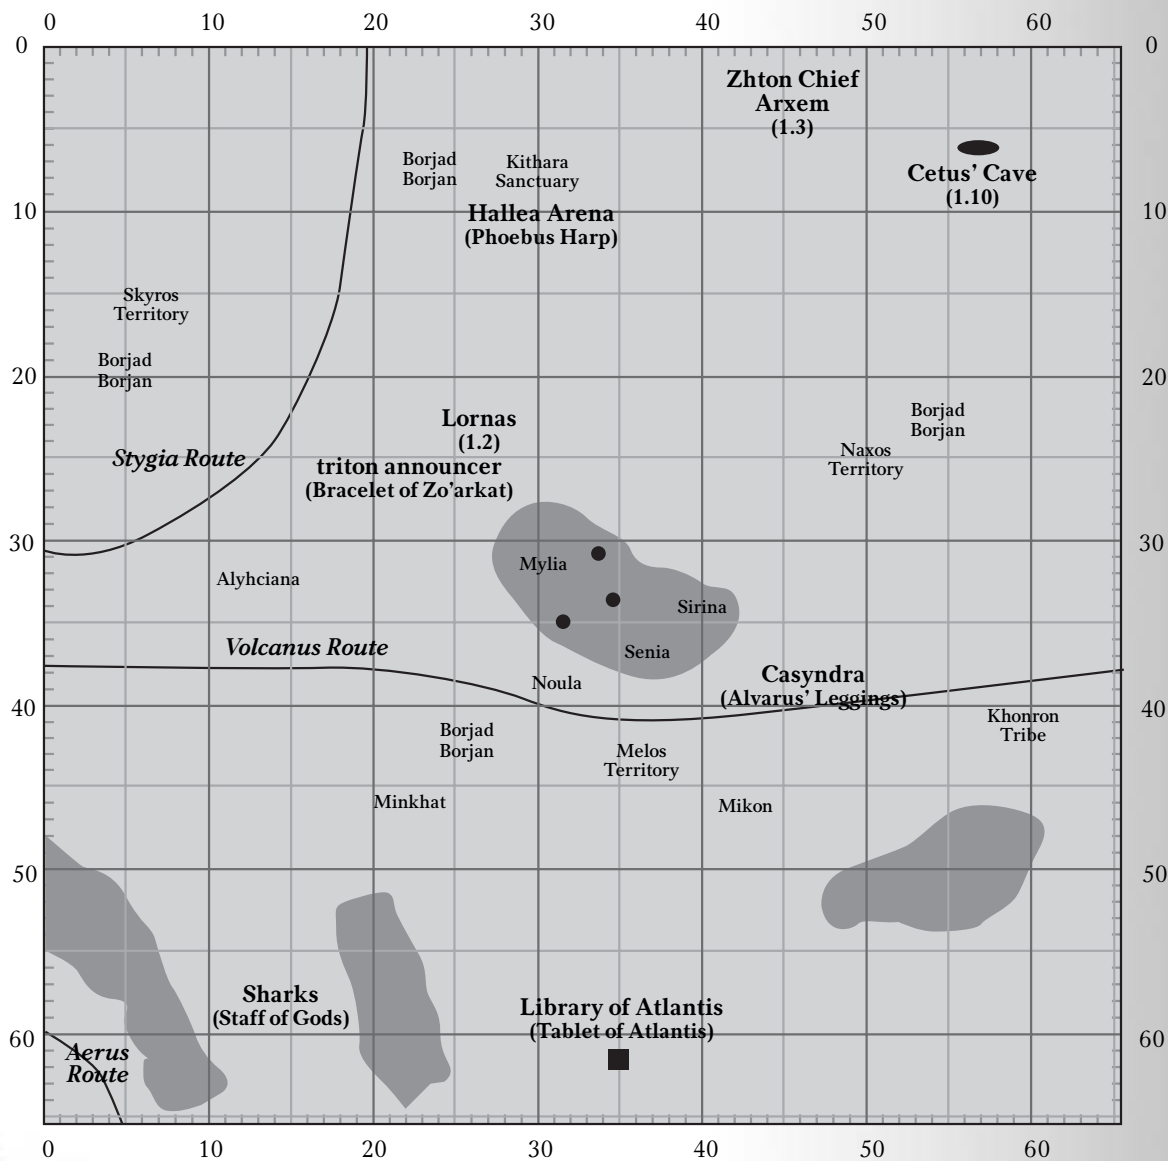 0 10 20 30 40 50 60
0 0
Zhton Chief
Arxem
(1.3)
Borjad
Borjan
Kithara
Sanctuary
Cetus’ Cave
(1.10)
10 10
Hallea Arena
(Phoebus Harp)
Skyros
Territory
Borjad
Borjan
20 20
Lornas
(1.2)
Borjad
Borjan
Stygia Route
triton announcer
(Bracelet of Zo’arkat)
Naxos
Territory
30 30
Mylia
Alyhciana
Sirina
Volcanus Route
Senia
Noula
Casyndra
(Alvarus’ Leggings)
40 40
Borjad
Borjan
Melos
Territory
Khonron
Tribe
Minkhat
Mikon
50 50
Sharks
(Staff of Gods)
Library of Atlantis
(Tablet of Atlantis)
60 60
Aerus
Route
0 10 20 30 40 50 60